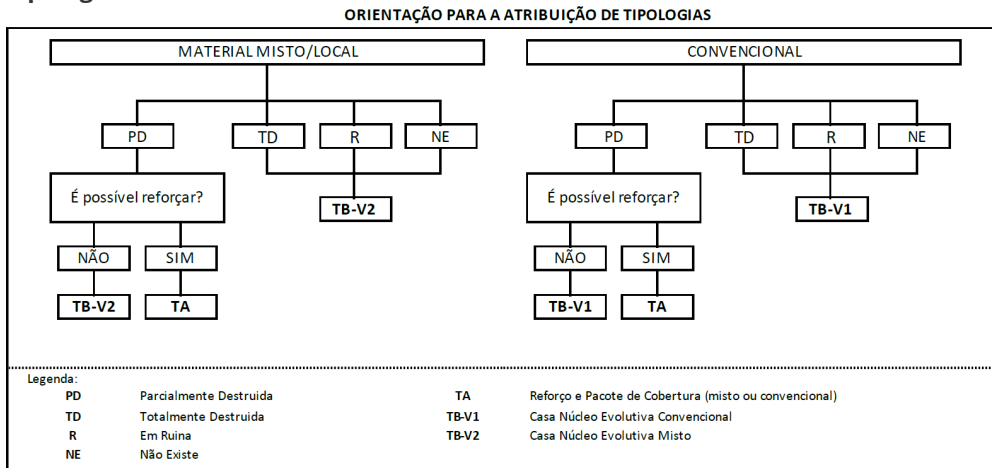 ORIENTAÇÃO PARA A ATRIBUIÇÃO DE TIPOLOGIAS
MATERIAL MISTO/LOCAL
CONVENCIONAL
PD
TD
R
NE
PD
TD
R
NE
É possível reforçar?
TB-V2
É possível reforçar?
TB-V1
NÃO
SIM
NÃO
SIM
TB-V2
TA
TB-V1
TA
Legenda:
PD Parcialmente Destruida
TA Reforço e Pacote de Cobertura (misto ou convencional)
TD Totalmente Destruida
TB-V1 Casa Núcleo Evolutiva Convencional
R Em Ruina
TB-V2 Casa Núcleo Evolutiva Misto
NE Não Existe